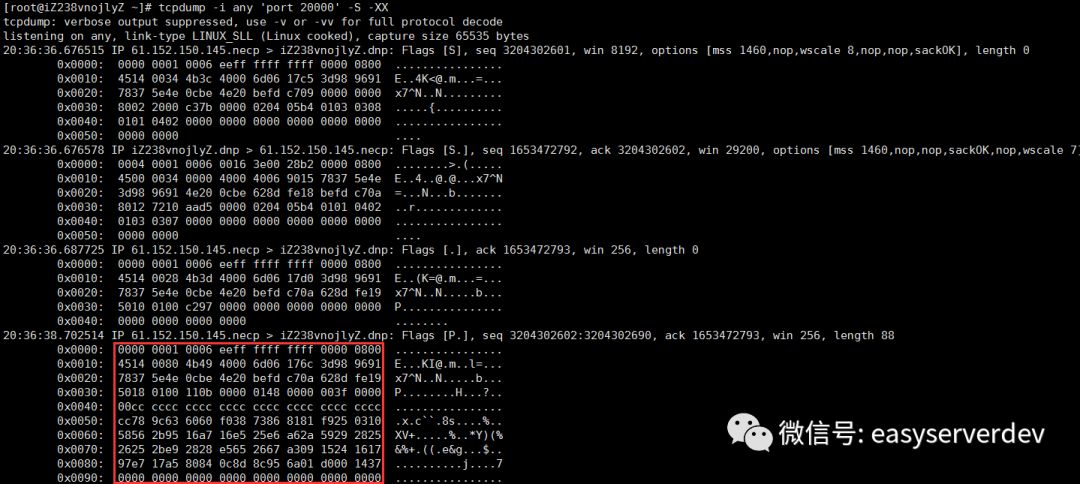 [root@iZ238vnojlyZ ~]# tcpdump -i any 'port 20000' -S -XX
tcpdump: verbose output suppressed, use -v or -vv for full protocol decode
listening on any, link-type LINUX_SLL (Linux cooked), capture size 65535 bytes
20:36:36.676515 IP 61.152.150.145.necp > iZ238vnojlyZ.dnp: Flags [S], seq 3204302601, win 8192, options [mss 1460,nop,wscale 8,nop,nop,sackOK], length 0
0x0000: 0000 0001 0006 eeff ffff ffff 0000 0800 ................
0x0010: 4514 0034 4b3c 4000 6d06 17c5 3d98 9691 E..4K<@.m...=...
0x0020: 7837 5e4e 0cbe 4e20 befd c709 0000 0000 x7^N..N.........
0x0030: 8002 2000 c37b 0000 0204 05b4 0103 0308 .....{..........
0x0040: 0101 0402 0000 0000 0000 0000 0000 0000 ................
0x0050: 0000 0000 ....
20:36:36.676578 IP iZ238vnojlyZ.dnp > 61.152.150.145.necp: Flags [S.], seq 1653472792, ack 3204302602, win 29200, options [mss 1460,nop,nop,sackOK,nop,wscale 7]
0x0000: 0004 0001 0006 0016 3e00 28b2 0000 0800 ........>.(.....
0x0010: 4500 0034 0000 4000 4006 9015 7837 5e4e E..4..@.@...x7^N
0x0020: 3d98 9691 4e20 0cbe 628d fe18 befd c70a =...N...b.......
0x0030: 8012 7210 aad5 0000 0204 05b4 0101 0402 ..r.............
0x0040: 0103 0307 0000 0000 0000 0000 0000 0000 ................
0x0050: 0000 0000 ....
20:36:36.687725 IP 61.152.150.145.necp > iZ238vnojlyZ.dnp: Flags [.], ack 1653472793, win 256, length 0
0x0000: 0000 0001 0006 eeff ffff ffff 0000 0800 ................
0x0010: 4514 0028 4b3d 4000 6d06 17d0 3d98 9691 E..(K=@.m...=...
0x0020: 7837 5e4e 0cbe 4e20 befd c70a 628d fe19 x7^N..N.....b...
0x0030: 5010 0100 c297 0000 0000 0000 0000 0000 P...............
0x0040: 0000 0000 0000 0000 ........
20:36:38.702514 IP 61.152.150.145.necp > iZ238vnojlyZ.dnp: Flags [P.], seq 3204302602:3204302690, ack 1653472793, win 256, length 88
0x0000: 0000 0001 0006 eeff ffff ffff 0000 0800 ................
0x0010: 4514 0080 4b49 4000 6d06 176c 3d98 9691 E...KI@.m..l=...
0x0020: 7837 5e4e 0cbe 4e20 befd c70a 628d fe19 x7^N..N.....b...
0x0030: 5018 0100 110b 0000 0148 0000 003f 0000 P........H...?..
0x0040: 00cc cccc cccc cccc cccc cccc cccc cccc ................
0x0050: cc78 9c63 6060 f038 7386 8181 f925 0310 .x.c``.8s....%..
0x0060: 5856 2b95 16a7 16e5 25e6 a62a 5929 2825 XV+.....%..*Y)(%
0x0070: 2625 2be9 2828 e565 2667 a309 1524 1617 &%+.((.e&g...$..
0x0080: 97e7 17a5 8084 0c8d 8c95 6a01 d000 1437 ..........j....7
0x0090: 0000 0000 0000 0000 0000 0000 0000 0000 ................
微信号: easyserverdev